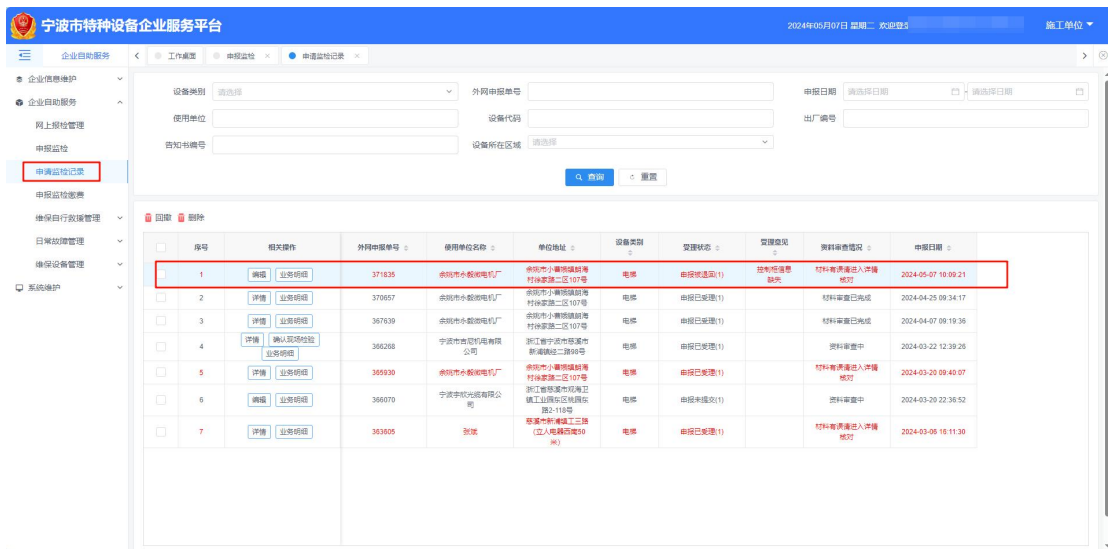 宁波市特种设备企业服务平台
2024年05月07日 星期二 欢迎登
施工单位
企业自助服务
工作桌面
申报监检 ×
申请监检记录 ×
企业信息维护
企业自助服务
网上报检管理
申报监检
申请监检记录
申报监检缴费
维保自行救援管理
日常故障管理
维保设备管理
系统维护
设备类别 请选择
外网申报单号
申报日期 请选择日期 - 请选择日期
使用单位
设备代码
出厂编号
告知书编号
设备所在区域 请选择
查询 重置
回撤 删除
序号 相关操作 外网申报单号 使用单位名称 单位地址 设备类别 受理状态 受理意见 资料审查情况 申报日期
1 编辑 业务明细 371835 余姚市永毅微电机厂 余姚市小曹娥镇朗海村徐家路二区107号 电梯 申报被退回(1) 控制柜信息缺失 材料有误请进入详情核对 2024-05-07 10:09:21
2 详情 业务明细 370657 余姚市永毅微电机厂 余姚市小曹娥镇朗海村徐家路二区107号 电梯 申报已受理(1) 材料审查已完成 2024-04-25 09:34:17
3 详情 业务明细 367639 余姚市永毅微电机厂 余姚市小曹娥镇朗海村徐家路二区107号 电梯 申报已受理(1) 材料审查已完成 2024-04-07 09:19:36
4 详情 确认现场检验 业务明细 366268 宁波市吉尼机电有限公司 浙江省宁波市慈溪市新浦镇经二路98号 电梯 申报已受理(1) 资料审查中 2024-03-22 12:39:26
5 详情 业务明细 365930 余姚市永毅微电机厂 余姚市小曹娥镇朗海村徐家路二区107号 电梯 申报已受理(1) 材料有误请进入详情核对 2024-03-20 09:40:07
6 编辑 业务明细 366070 宁波宇欣光缆有限公司 浙江省慈溪市观海卫镇工业园东区桃园东路2-118号 电梯 申报未提交(1) 资料审查中 2024-03-20 22:36:52
7 详情 业务明细 363605 慈溪市新浦镇工三路(立人电器西南50米) 电梯 申报已受理(1) 材料有误请进入详情核对 2024-03-06 16:11:30